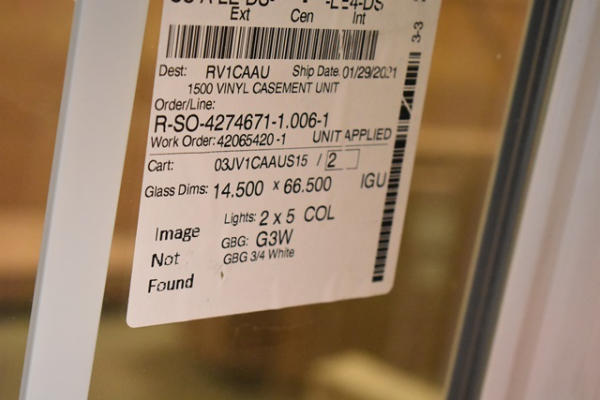 Ext Cen Int
Dest: RV1CAAU Ship Date 01/29/2021
1500 VINYL CASEMENT UNIT
Order/Line:
R-SO-4274671-1.006-1
Work Order: 42065420-1 UNIT APPLIED
Cart: 03JV1CAAUS15 / 2
Glass Dims: 14.500 x 66.500 IGU
Lights: 2 x 5 COL
Image GBG: G3W
Not GBG 3/4 White
Found
3-3